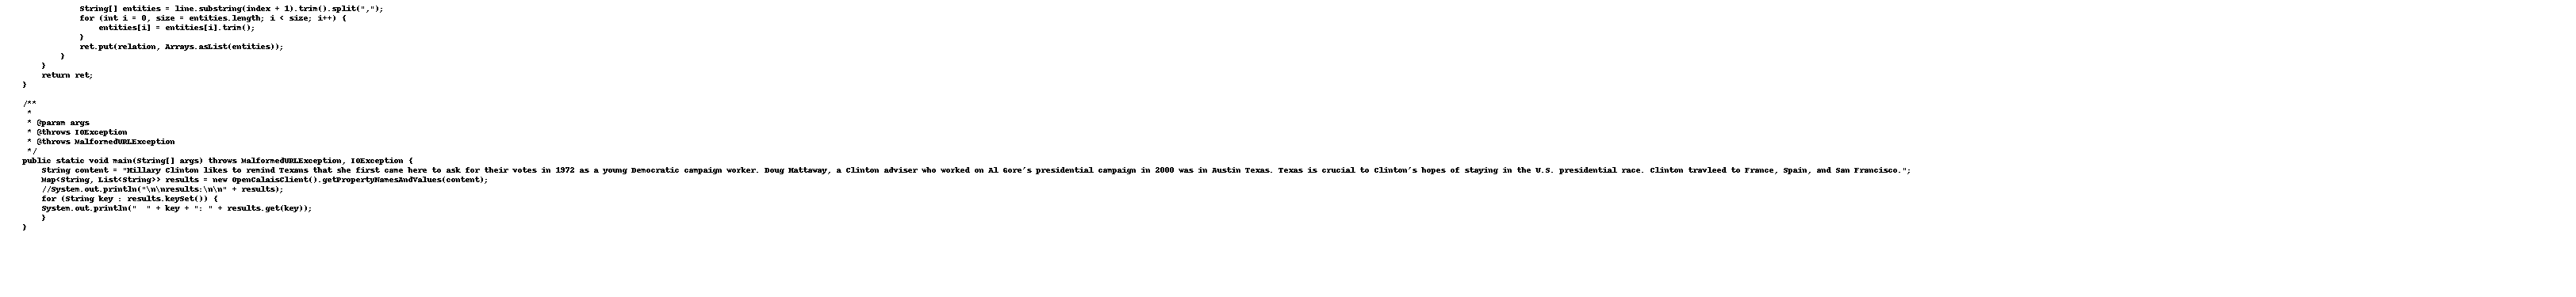 String[] entities = line.substring(index + 1).trim().split(",");
for (int i = 0, size = entities.length; i < size; i++) {
entities[i] = entities[i].trim();
}
ret.put(relation, Arrays.asList(entities));
}
}
return ret;
}
/**
*
* @param args
* @throws IOException
* @throws MalformedURLException
*/
public static void main(String[] args) throws MalformedURLException, IOException {
String content = "Hillary Clinton likes to remind Texans that she first came here to ask for their votes in 1972 as a young Democratic campaign worker. Doug Hattaway, a Clinton adviser who worked on Al Gore's presidential campaign in 2000 was in Austin Texas. Texas is crucial to Clinton's hopes of staying in the U.S. presidential race. Clinton travleed to France, Spain, and San Francisco.";
Map<String, List<String>> results = new OpenCalaisClient().getPropertyNamesAndValues(content);
//System.out.println("\n\nresults:\n\n" + results);
for (String key : results.keySet()) {
System.out.println("  " + key + ": " + results.get(key));
}
}